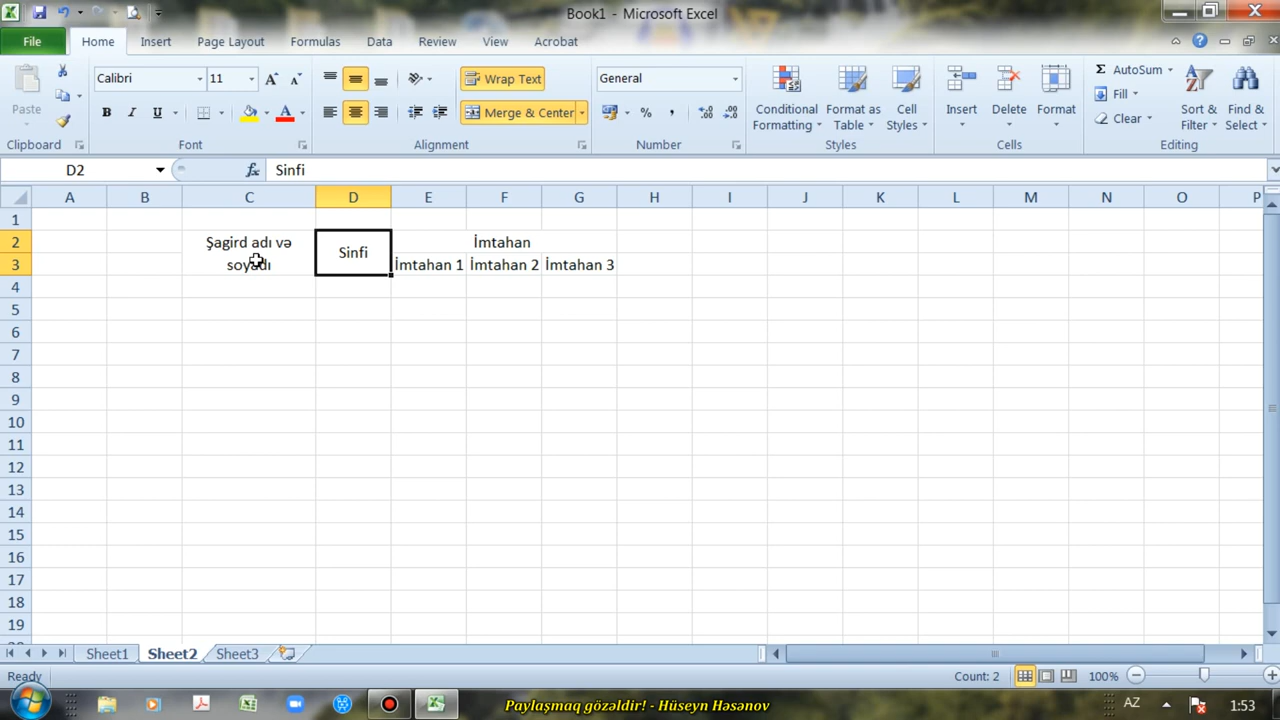 Book1 - Microsoft Excel
File Home Insert Page Layout Formulas Data Review View Acrobat
Paste
Clipboard
Calibri 11
B I U
Font
Wrap Text
Merge & Center
Alignment
General
% ,
Number
Conditional Formatting
Format as Table
Cell Styles
Styles
Insert Delete Format
Cells
AutoSum
Fill
Clear
Sort & Filter
Find & Select
Editing
D2 fx Sinfi
A B C D E F G H I J K L M N O P
1
2 Şagird adı və Sinfi İmtahan
3 soyadı İmtahan 1 İmtahan 2 İmtahan 3
4
5
6
7
8
9
10
11
12
13
14
15
16
17
18
19
Sheet1 Sheet2 Sheet3
Ready Count: 2 100%
Paylaşmaq gözəldir! - Hüseyn Həsənov AZ 1:53